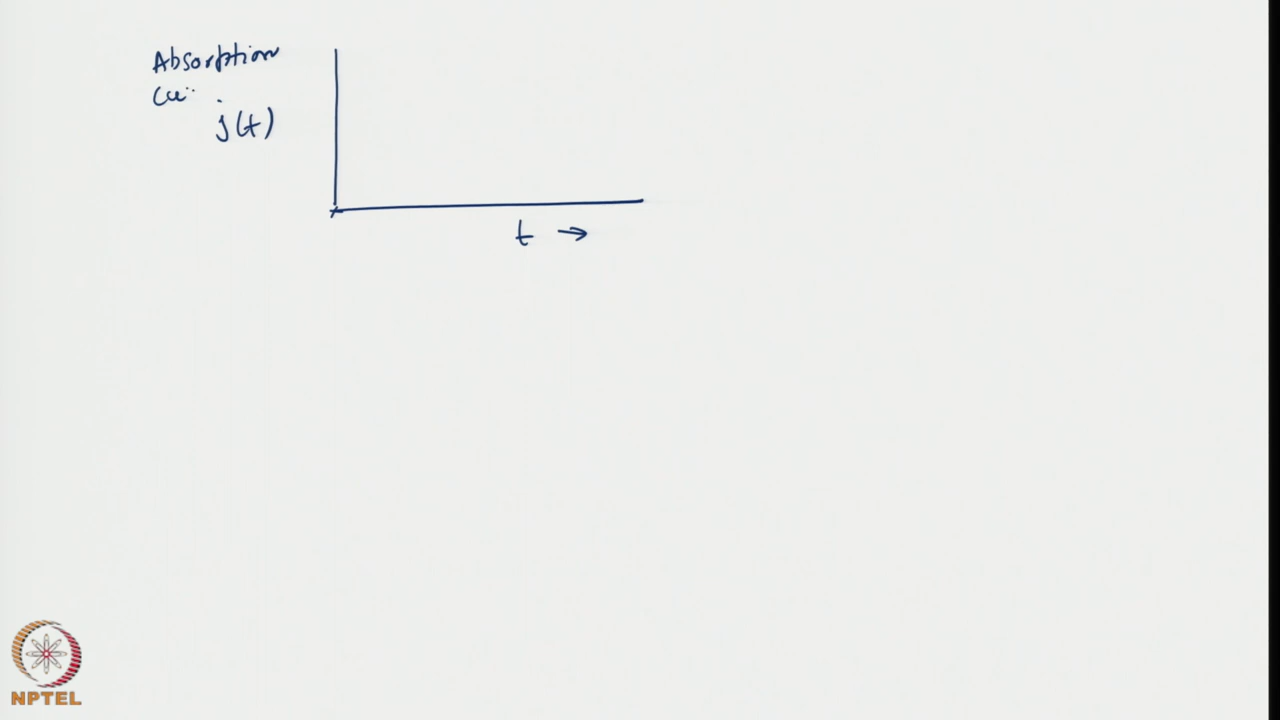 Absorption
j(t)
t →
NPTEL